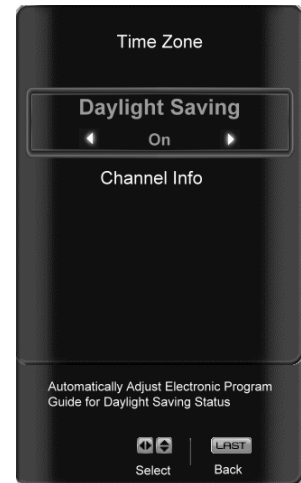 Time Zone
Daylight Saving
On
Channel Info
Automatically Adjust Electronic Program
Guide for Daylight Saving Status
LAST
Select
Back